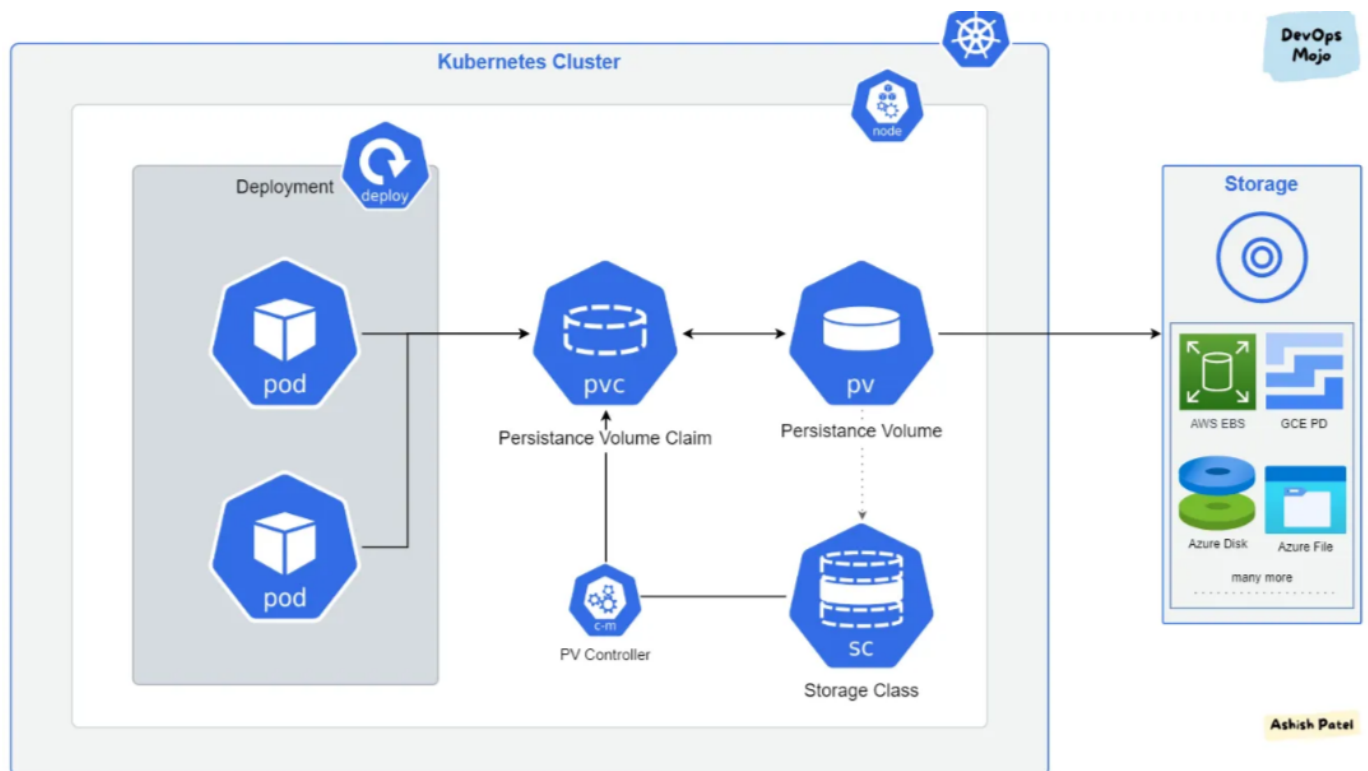 DevOps
Mojo
Kubernetes Cluster
node
Deployment
deploy
Storage
pod
pvc
pv
Persistance Volume Claim
Persistance Volume
AWS EBS
GCE PD
Azure Disk
Azure File
many more
pod
c-m
PV Controller
sc
Storage Class
Ashish Patel